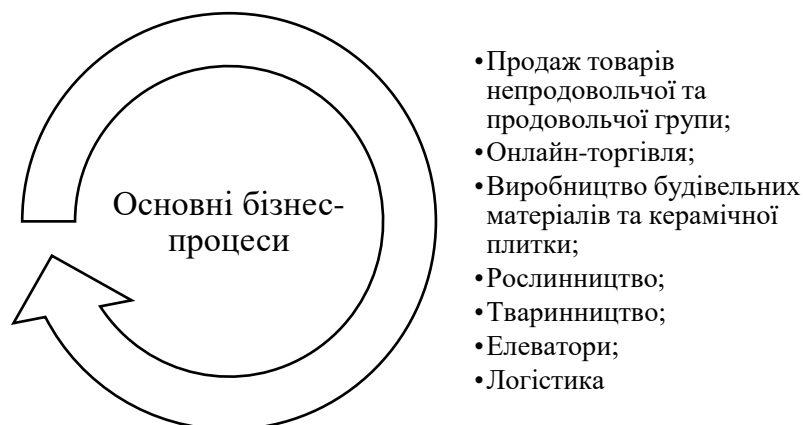 Основні бізнес-
процеси
•Продаж товарів
непродовольчої та
продовольчої групи;
•Онлайн-торгівля;
•Виробництво будівельних
матеріалів та керамічної
плитки;
•Рослинництво;
•Тваринництво;
•Елеватори;
•Логістика